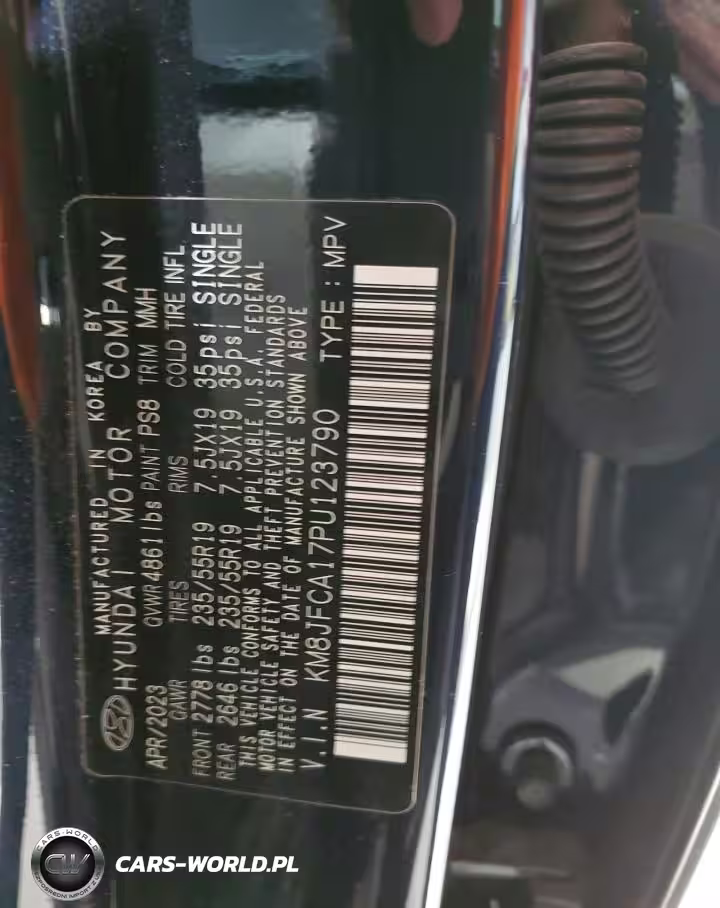 MANUFACTURED IN KOREA BY
HYUNDAI MOTOR COMPANY
APR/2023 GVWR 4861 lbs PAINT PS8 TRIM MMH
GAWR TIRES RIMS COLD TIRE INFL.
FRONT 2778 lbs 235/55R19 7.5JX19 35psi SINGLE
REAR 2646 lbs 235/55R19 7.5JX19 35psi SINGLE
THIS VEHICLE CONFORMS TO ALL APPLICABLE U.S.A. FEDERAL
MOTOR VEHICLE SAFETY AND THEFT PREVENTION STANDARDS
IN EFFECT ON THE DATE OF MANUFACTURE SHOWN ABOVE
V.I.N KM8JFCA17PU123790 TYPE : MPV
CARS-WORLD
CW
CARS-WORLD.PL